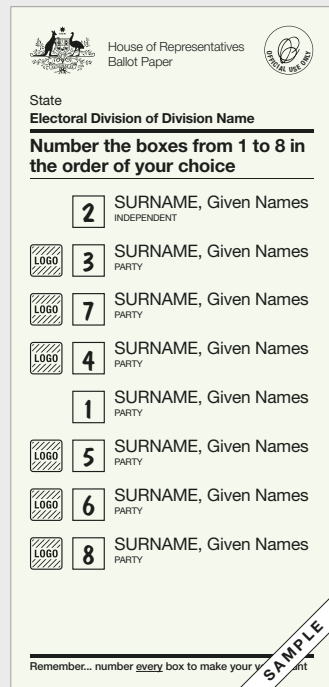 House of Representatives
Ballot Paper
OFFICIAL USE ONLY
State
Electoral Division of Division Name
Number the boxes from 1 to 8 in
the order of your choice
2 SURNAME, Given Names
INDEPENDENT
LOGO 3 SURNAME, Given Names
PARTY
LOGO 7 SURNAME, Given Names
PARTY
LOGO 4 SURNAME, Given Names
PARTY
1 SURNAME, Given Names
PARTY
LOGO 5 SURNAME, Given Names
PARTY
LOGO 6 SURNAME, Given Names
PARTY
LOGO 8 SURNAME, Given Names
PARTY
Remember... number every box to make your
SAMPLE